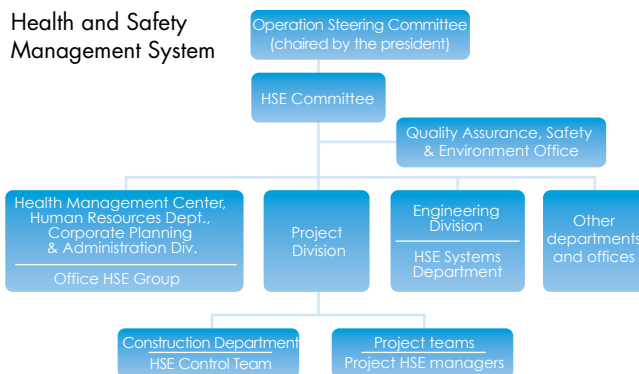 Health and Safety
Management System
Operation Steering Committee
(chaired by the president)
HSE Committee
Quality Assurance, Safety
& Environment Office
Health Management Center,
Human Resources Dept.,
Corporate Planning
& Administration Div.
Office HSE Group
Project
Division
Engineering
Division
HSE Systems
Department
Other
departments
and offices
Construction Department
HSE Control Team
Project teams
Project HSE managers